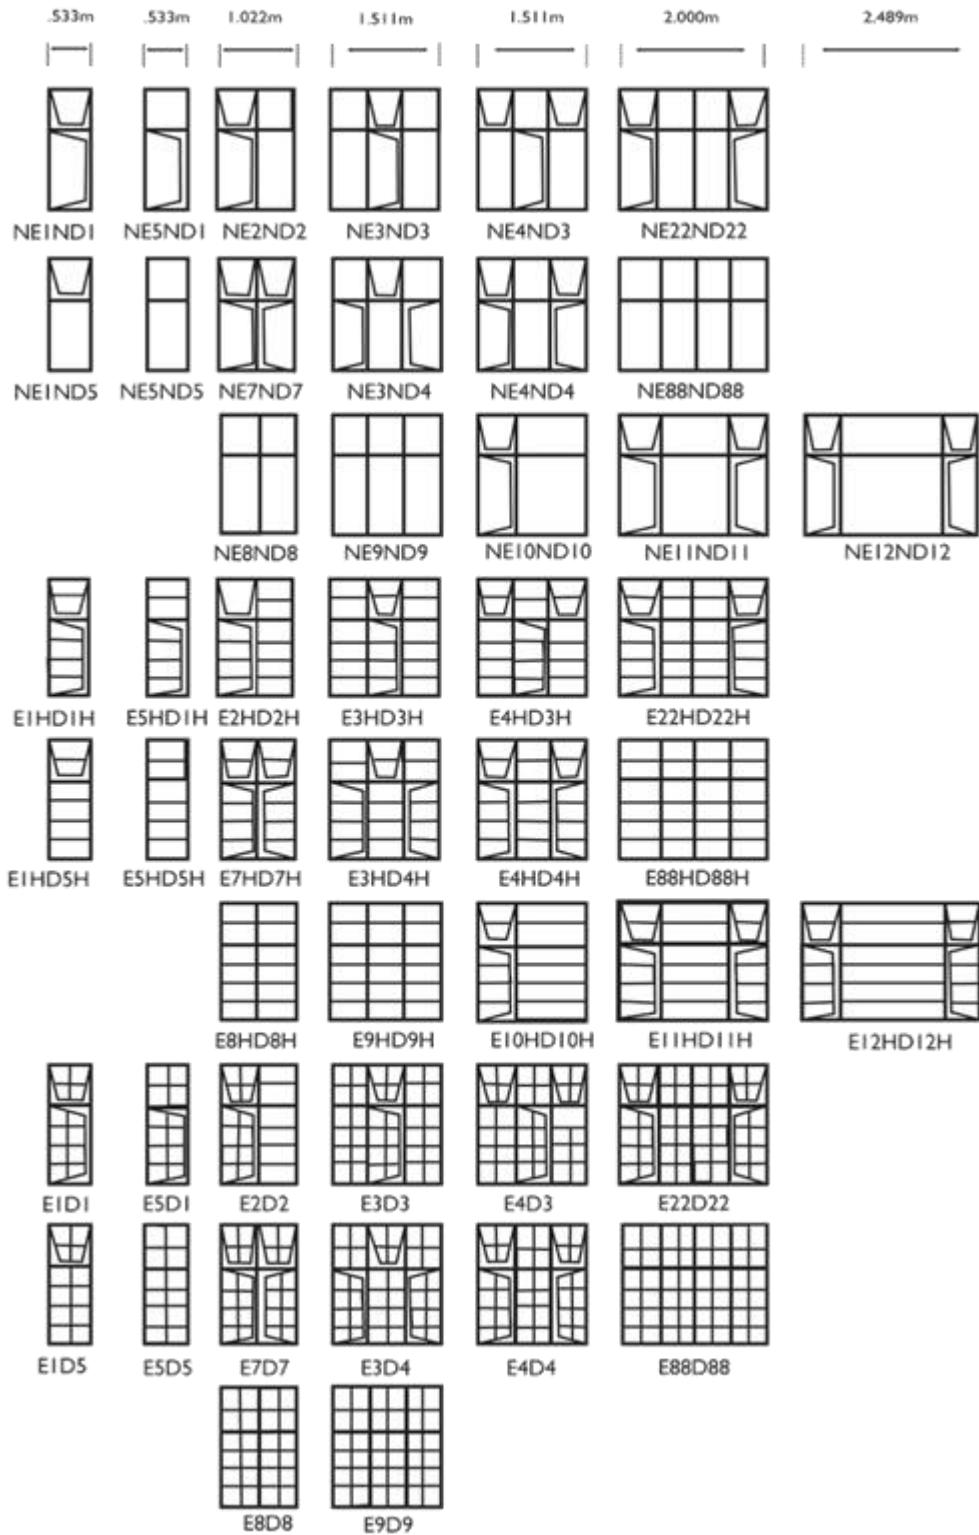 .533m .533m 1.022m 1.511m 1.511m 2.000m 2.489m
NE1ND1 NE5ND1 NE2ND2 NE3ND3 NE4ND3 NE22ND22
NE1ND5 NE5ND5 NE7ND7 NE3ND4 NE4ND4 NE88ND88
NE8ND8 NE9ND9 NE10ND10 NE11ND11 NE12ND12
E1HD1H E5HD1H E2HD2H E3HD3H E4HD3H E22HD22H
E1HD5H E5HD5H E7HD7H E3HD4H E4HD4H E88HD88H
E8HD8H E9HD9H E10HD10H E11HD11H E12HD12H
E1D1 E5D1 E2D2 E3D3 E4D3 E22D22
E1D5 E5D5 E7D7 E3D4 E4D4 E88D88
E8D8 E9D9